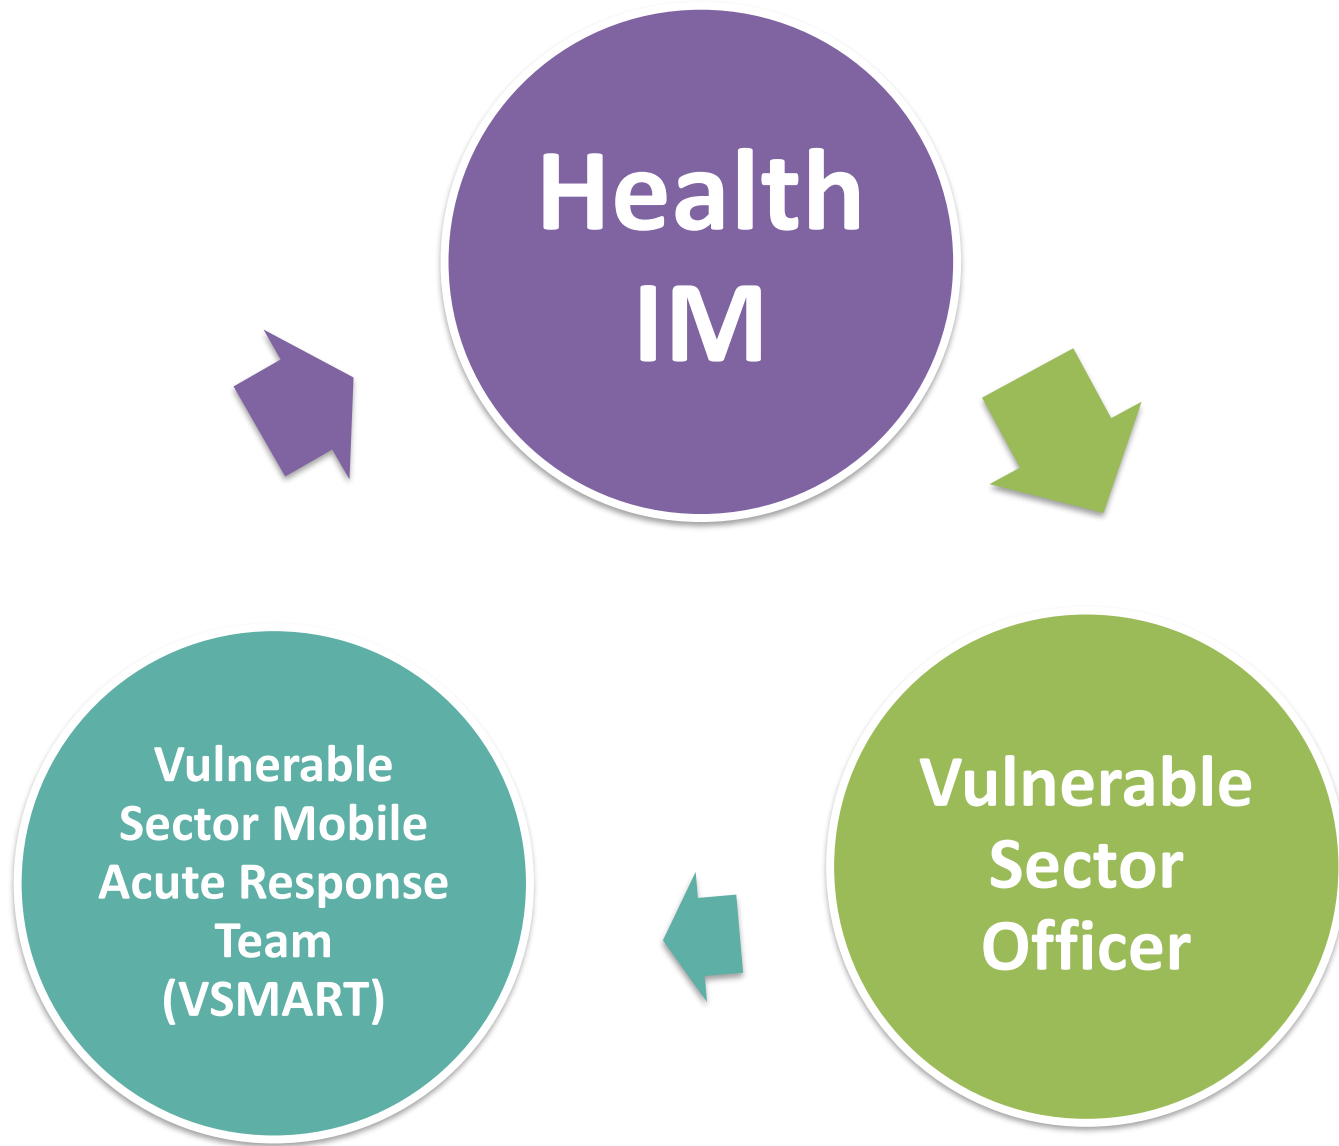 Health
IM
Vulnerable
Sector
Officer
Vulnerable
Sector Mobile
Acute Response
Team
(VSMART)